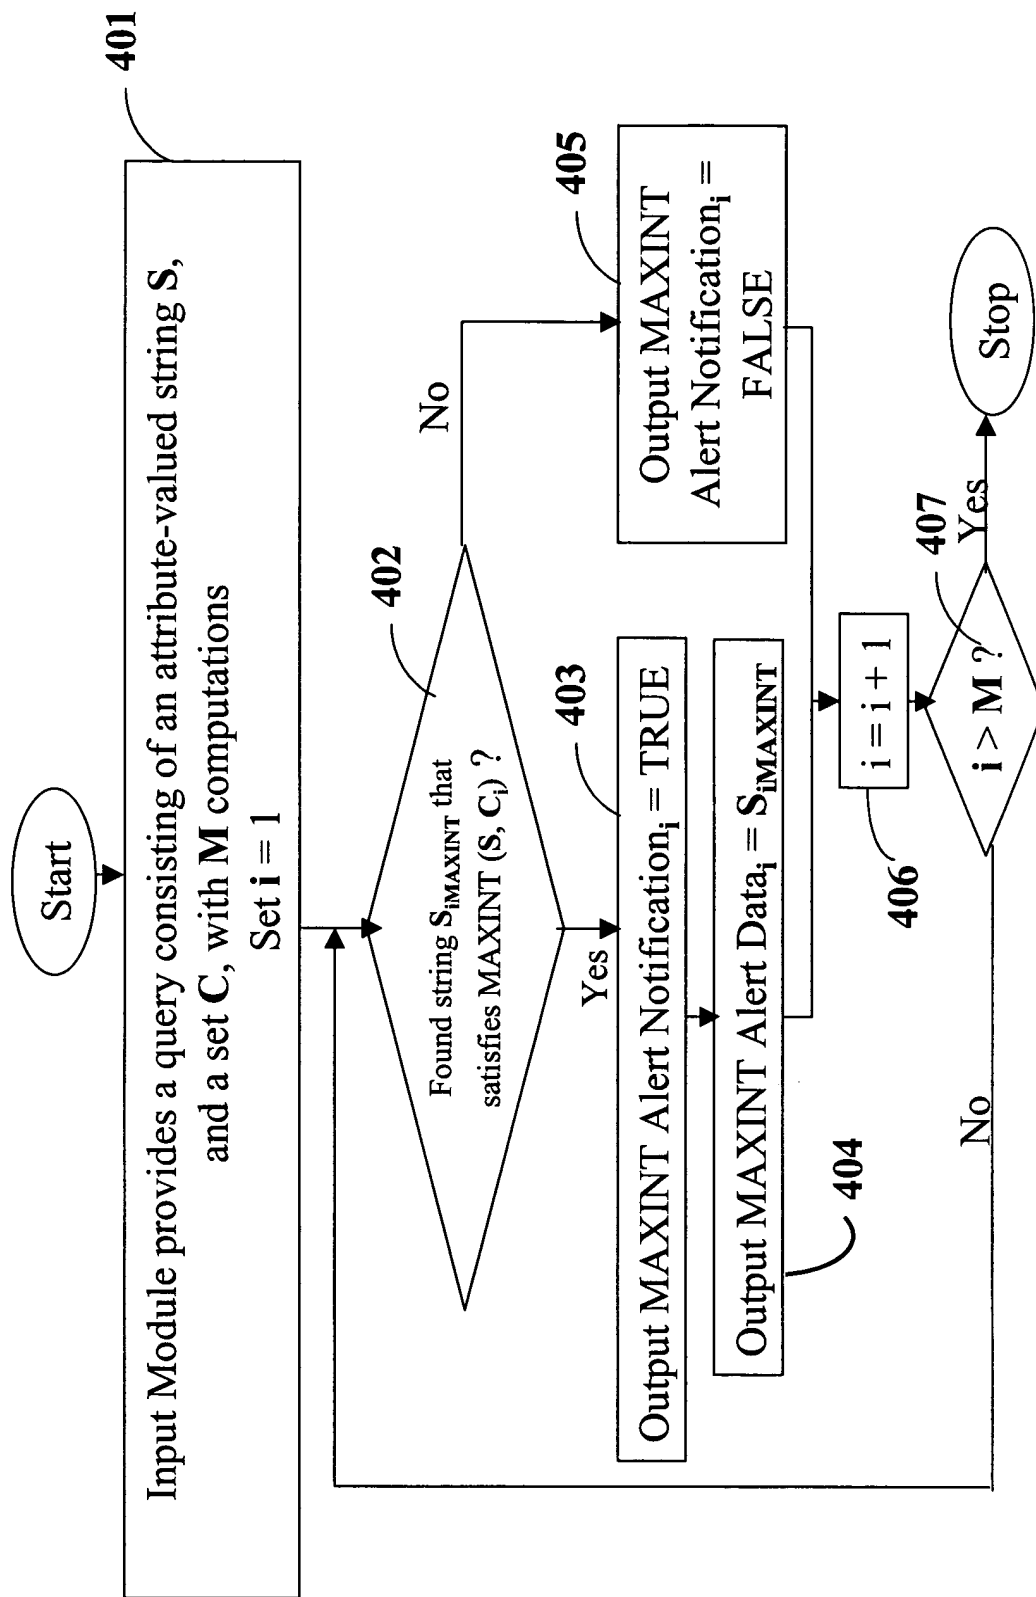 Start
401
Input Module provides a query consisting of an attribute-valued string S,
and a set C, with M computations
Set i = 1
402
Found string SiMAXINT that
satisfies MAXINT (S, Ci) ?
No
Yes
403
Output MAXINT Alert Notificationi = TRUE
404
Output MAXINT Alert Datai = SiMAXINT
405
Output MAXINT
Alert Notificationi =
FALSE
406
i = i + 1
407
i > M ?
Yes
No
Stop